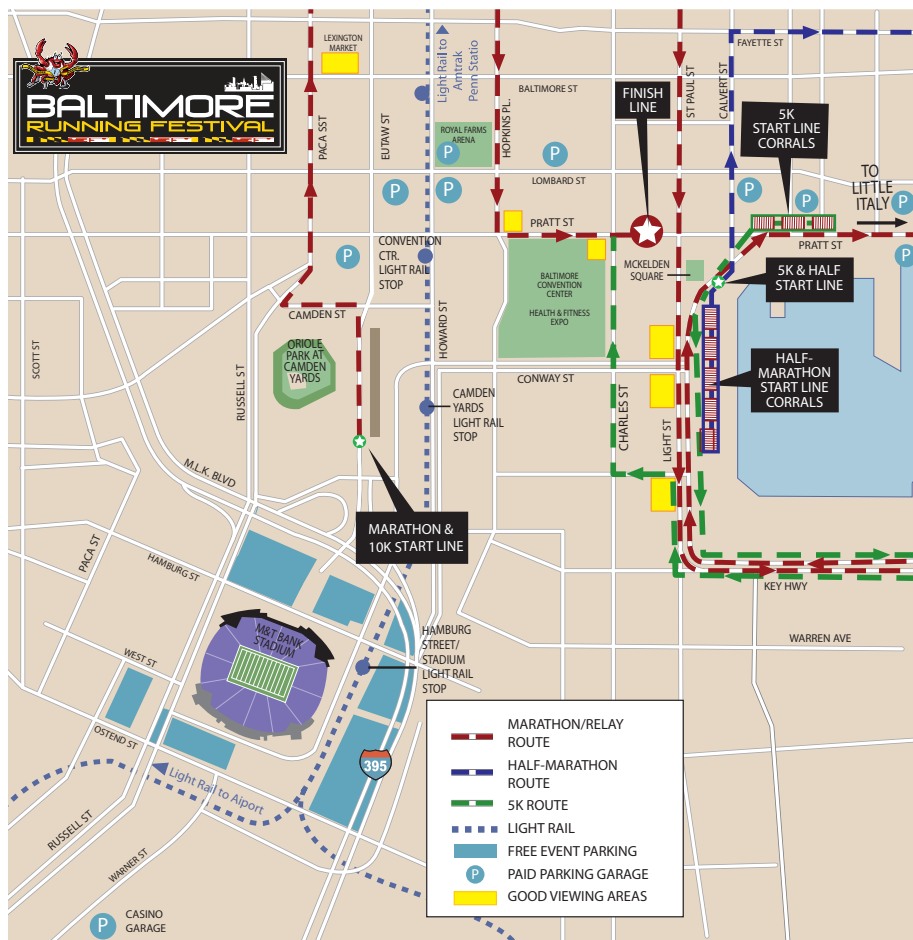 BALTIMORE
RUNNING FESTIVAL
LEXINGTON
MARKET
Light Rail to
Amtrak
Penn Statio
FAYETTE ST
BALTIMORE ST
FINISH
LINE
ST PAUL ST
CALVERT ST
5K
START LINE
CORRALS
PACA SST
EUTAW ST
ROYAL FARMS
ARENA
P
HOPKINS PL.
P
LOMBARD ST
P
P
P
P
TO
LITTLE
ITALY
P
PRATT ST
PRATT ST
P
P
CONVENTION
CTR.
LIGHT RAIL
STOP
MCKELDEN
SQUARE
BALTIMORE
CONVENTION
CENTER
HEALTH & FITNESS
EXPO
5K & HALF
START LINE
CAMDEN ST
HOWARD ST
SCOTT ST
ORIOLE
PARK AT
CAMDEN
YARDS
RUSSELL ST
CONWAY ST
HALF-
MARATHON
START LINE
CORRALS
CAMDEN
YARDS
LIGHT RAIL
STOP
CHARLES ST
LIGHT ST
M.L.K. BLVD
MARATHON &
10K START LINE
PACA ST
HAMBURG ST
KEY HWY
M&T BANK
STADIUM
HAMBURG
STREET/
STADIUM
LIGHT RAIL
STOP
WARREN AVE
WEST ST
OSTEND ST
395
Light Rail to Aiport
RUSSELL ST
WARNER ST
P
CASINO
GARAGE
MARATHON/RELAY
ROUTE
HALF-MARATHON
ROUTE
5K ROUTE
LIGHT RAIL
FREE EVENT PARKING
P
PAID PARKING GARAGE
GOOD VIEWING AREAS